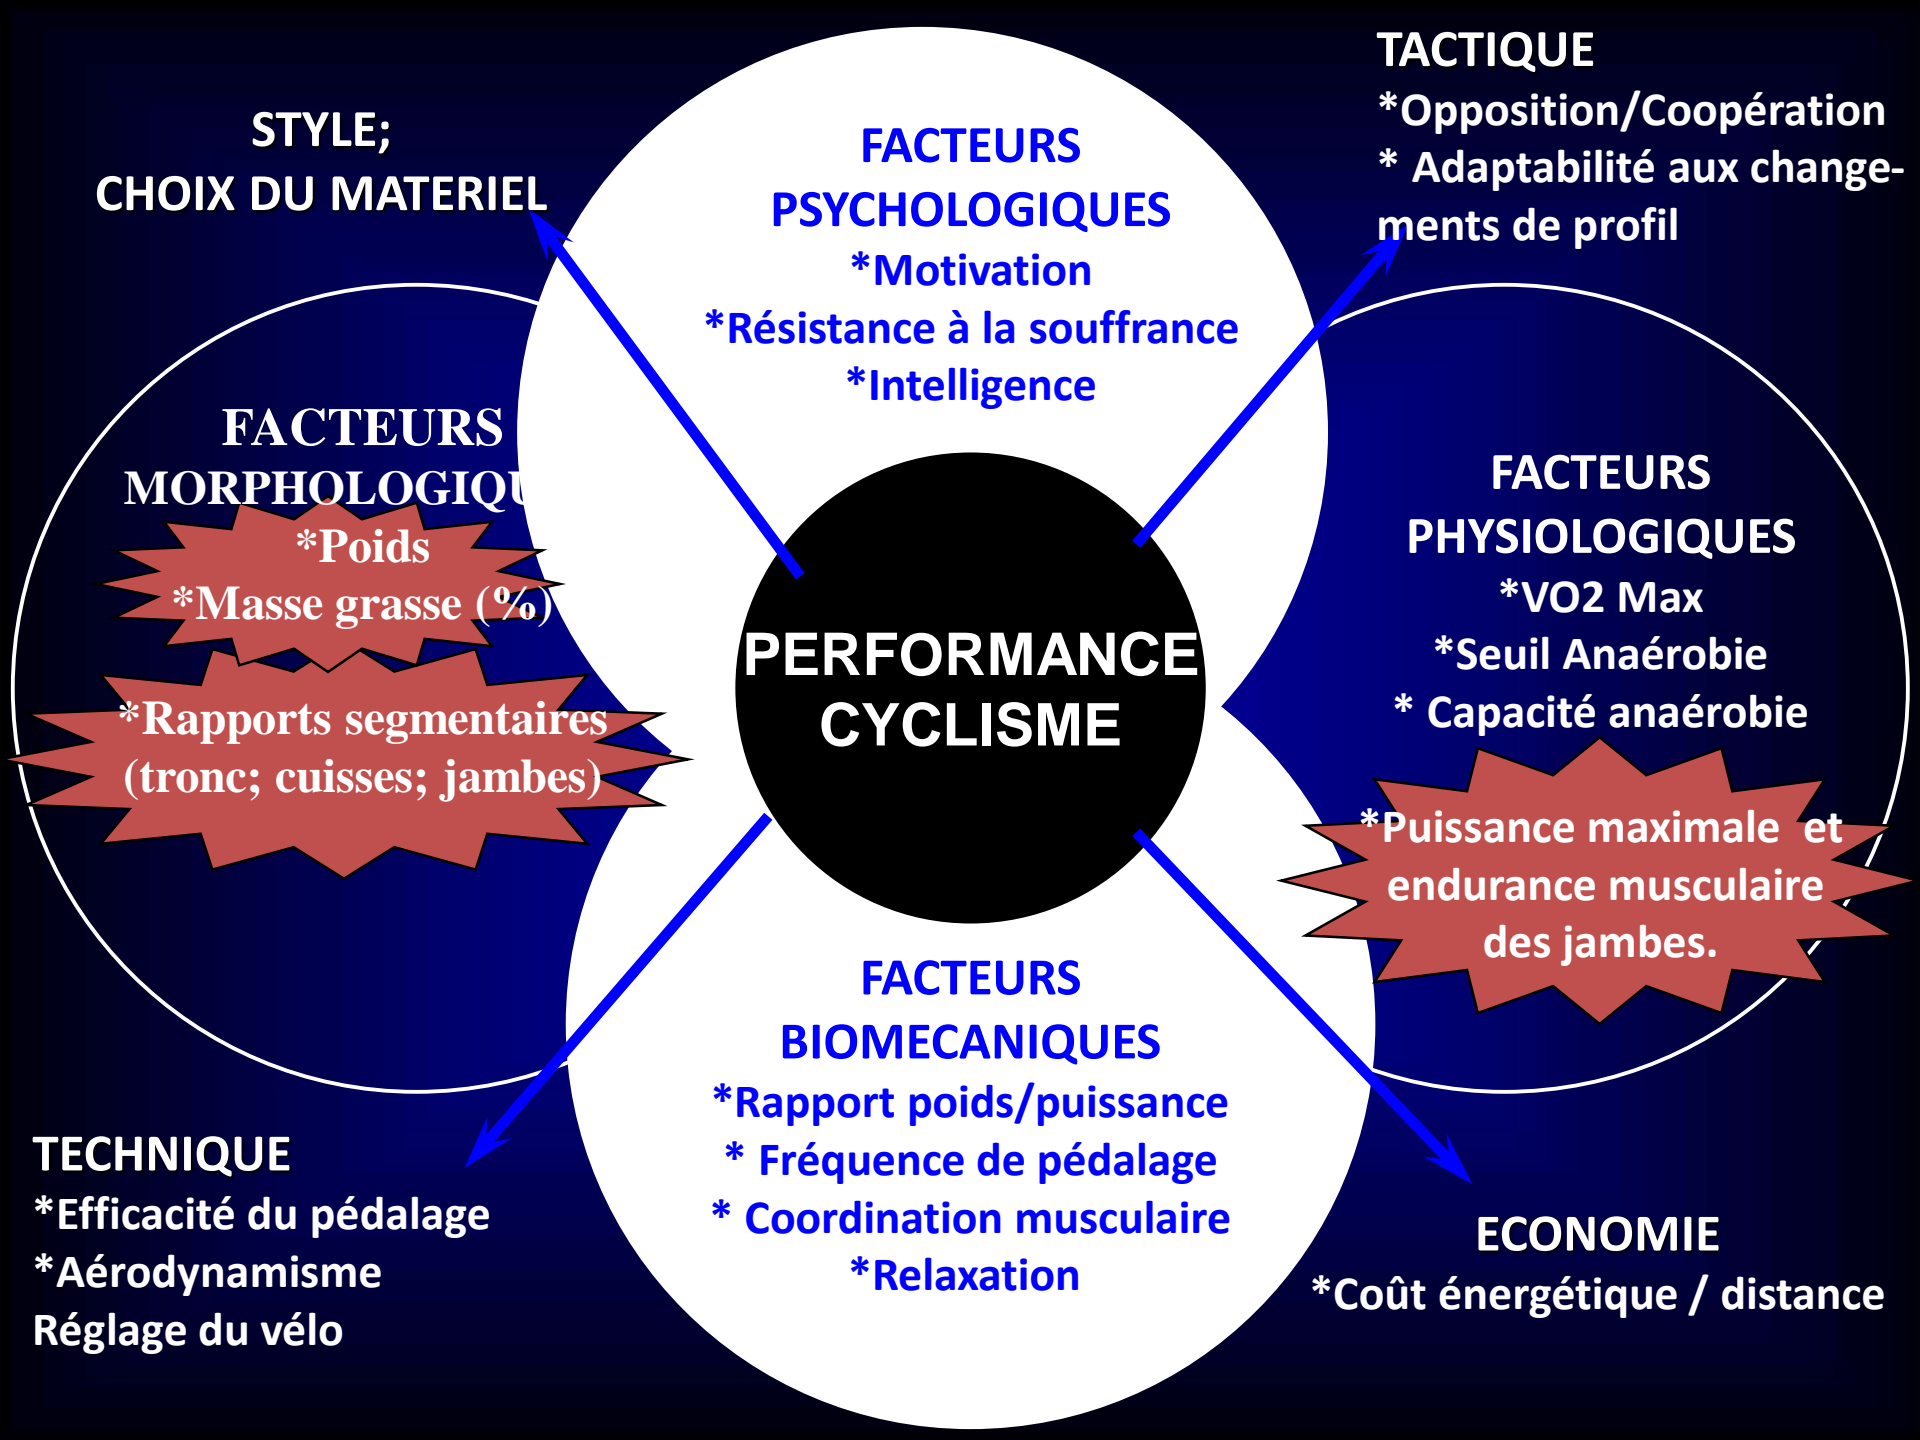 STYLE;
CHOIX DU MATERIEL
FACTEURS
PSYCHOLOGIQUES
*Motivation
*Résistance à la souffrance
*Intelligence
TACTIQUE
*Opposition/Coopération
* Adaptabilité aux change-
ments de profil
FACTEURS
MORPHOLOGIQU
*Poids
*Masse grasse (%)
*Rapports segmentaires
(tronc; cuisses; jambes)
PERFORMANCE
CYCLISME
FACTEURS
PHYSIOLOGIQUES
*VO2 Max
*Seuil Anaérobie
* Capacité anaérobie
*Puissance maximale  et
endurance musculaire
des jambes.
FACTEURS
BIOMECANIQUES
*Rapport poids/puissance
* Fréquence de pédalage
* Coordination musculaire
*Relaxation
TECHNIQUE
*Efficacité du pédalage
*Aérodynamisme
Réglage du vélo
ECONOMIE
*Coût énergétique / distance